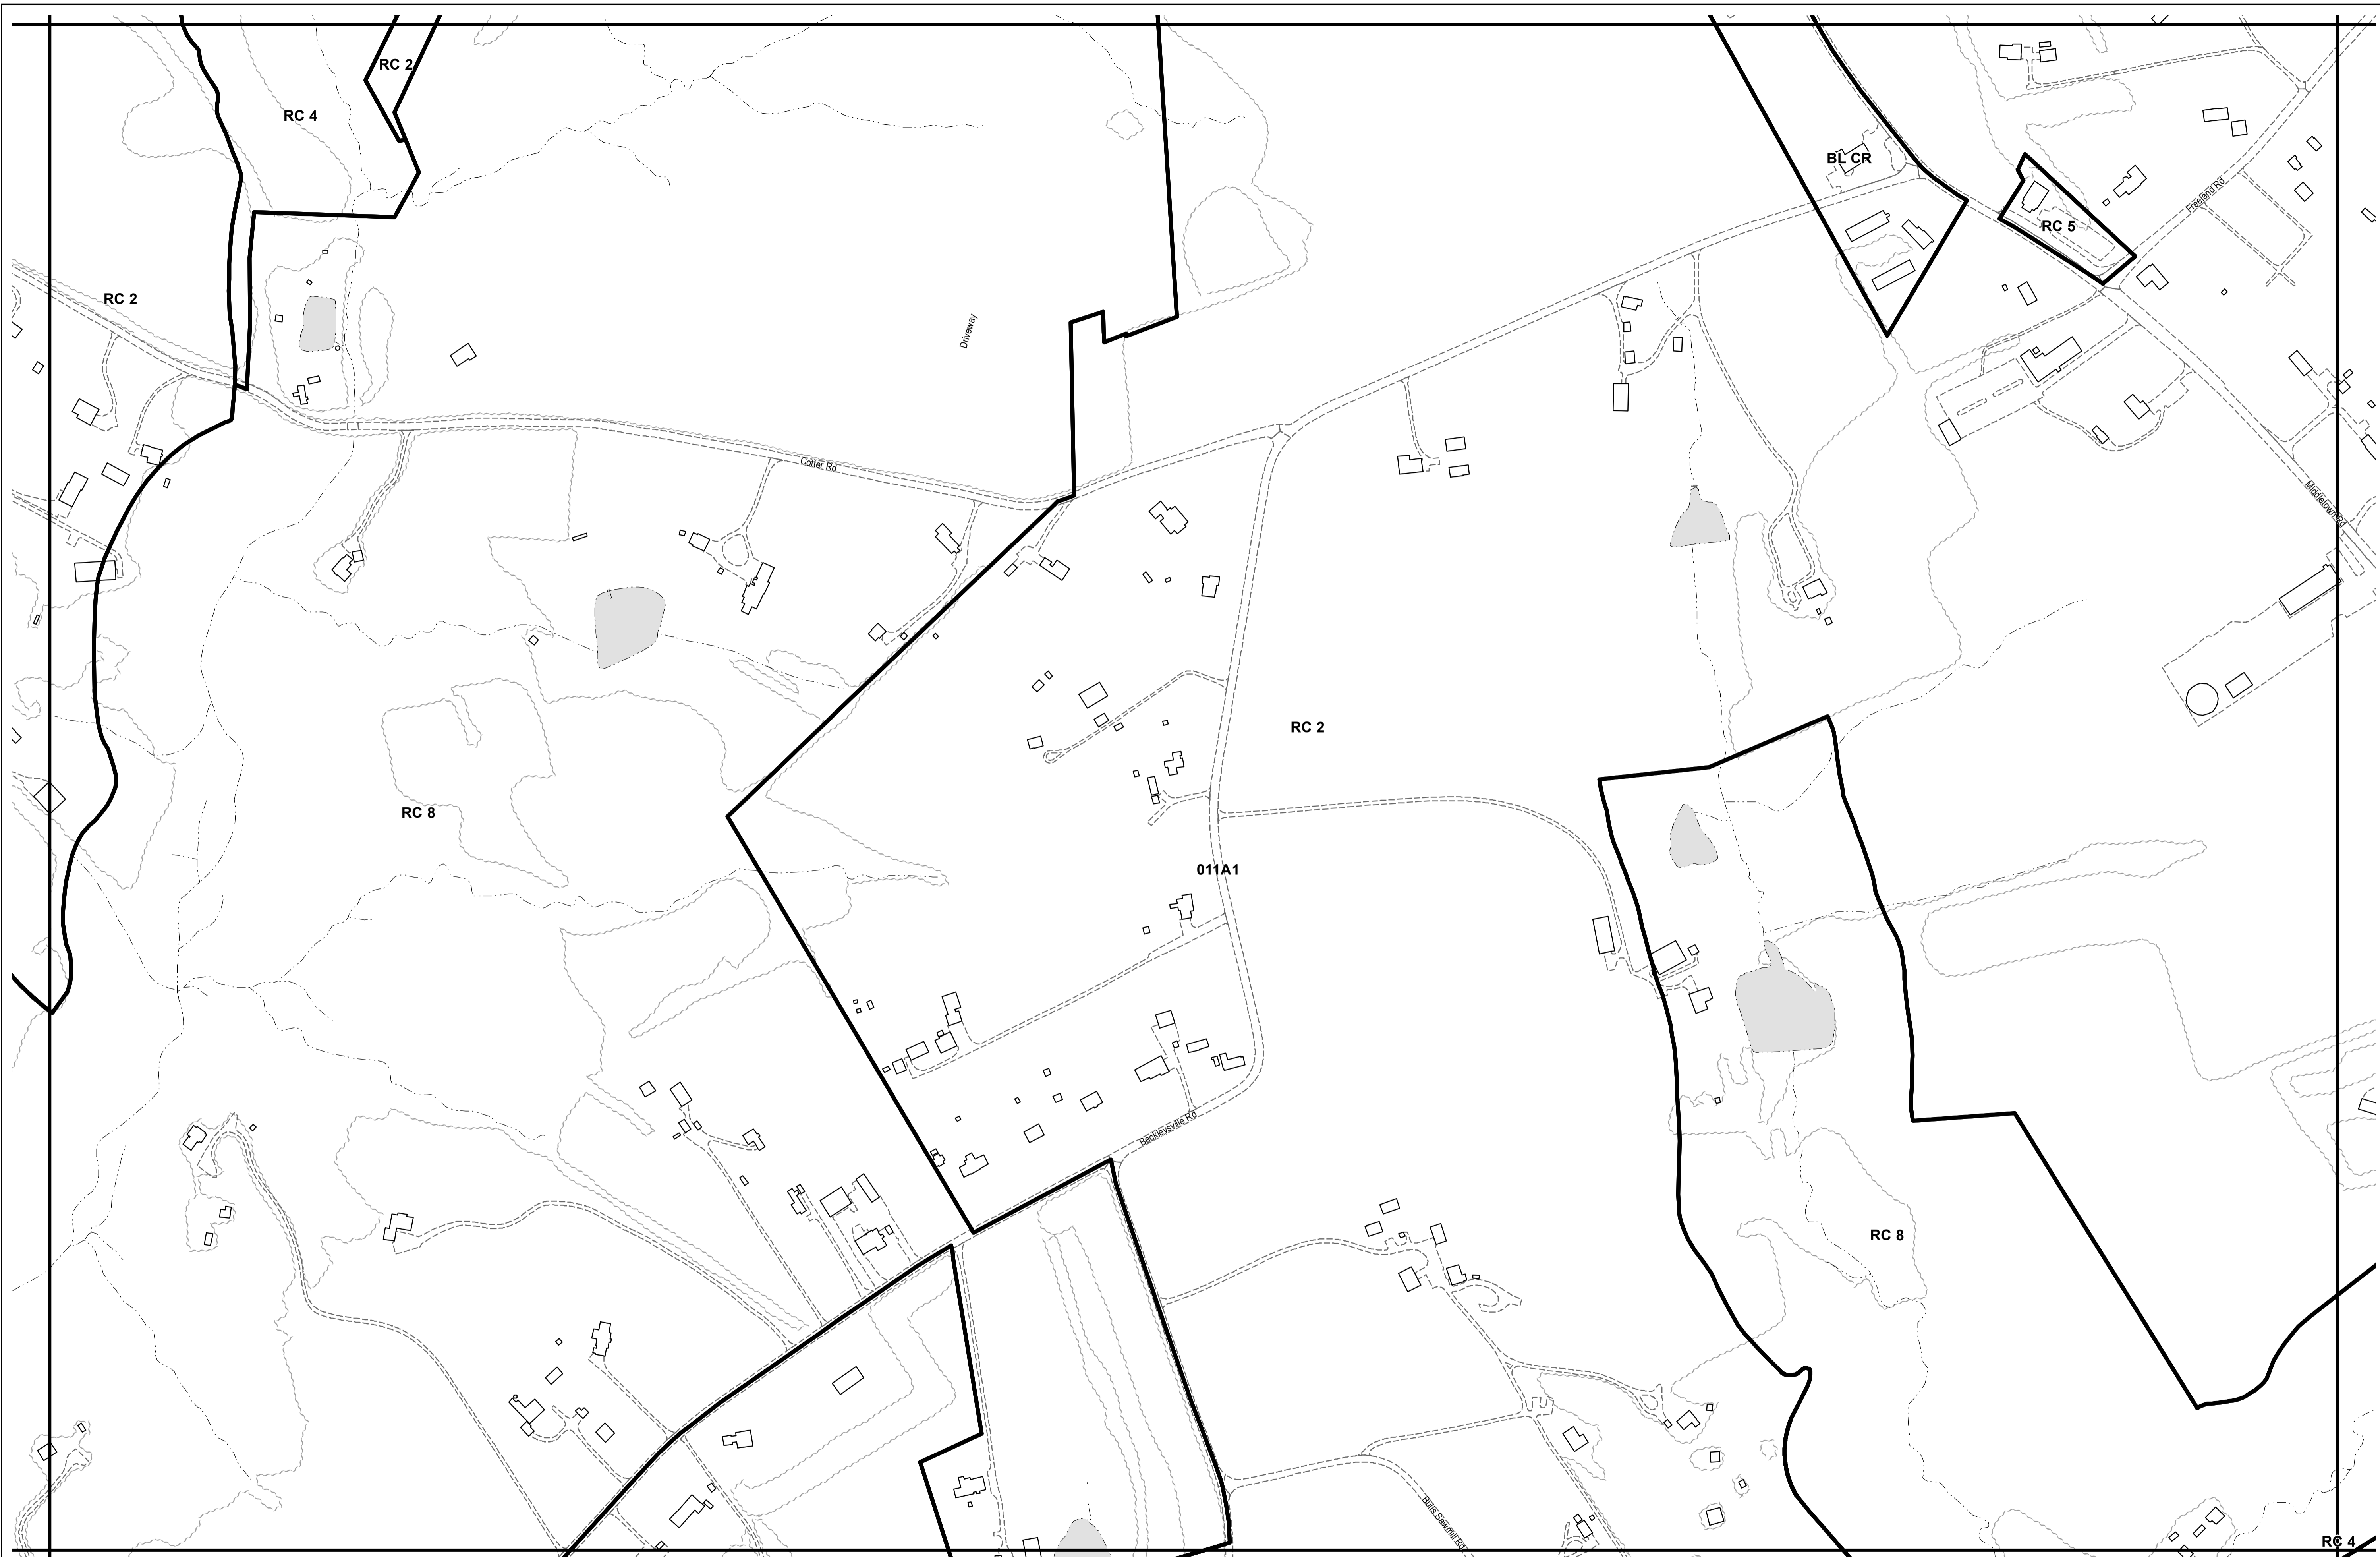 RC 2
RC 4
BL CR
Freeland Rd
RC 5
RC 2
Driveway
Cotter Rd
Middletown Rd
RC 2
RC 8
011A1
Beckleysville Rd
RC 8
Bulls Sawmill Rd
RC 4